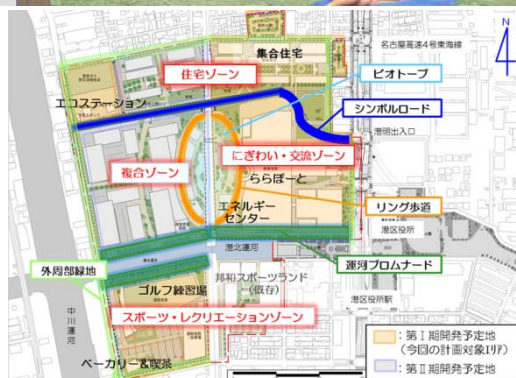 集合住宅
名古屋高速4号東海線
N
住宅ゾーン
ビオトープ
エコステーション
シンボルロード
港明出入口
にぎわい・交流ゾーン
複合ゾーン
ららぽーと
エネルギー
センター
リング歩道
港区役所
港北運河
運河プロムナード
外周部緑地
邦和スポーツランド
(既存)
ゴルフ練習場
港区役所駅
スポーツ・レクリエーションゾーン
中川運河
ベーカリー&喫茶
：第Ⅰ期開発予定地
(今回の計画対象エリア)
：第Ⅱ期開発予定地